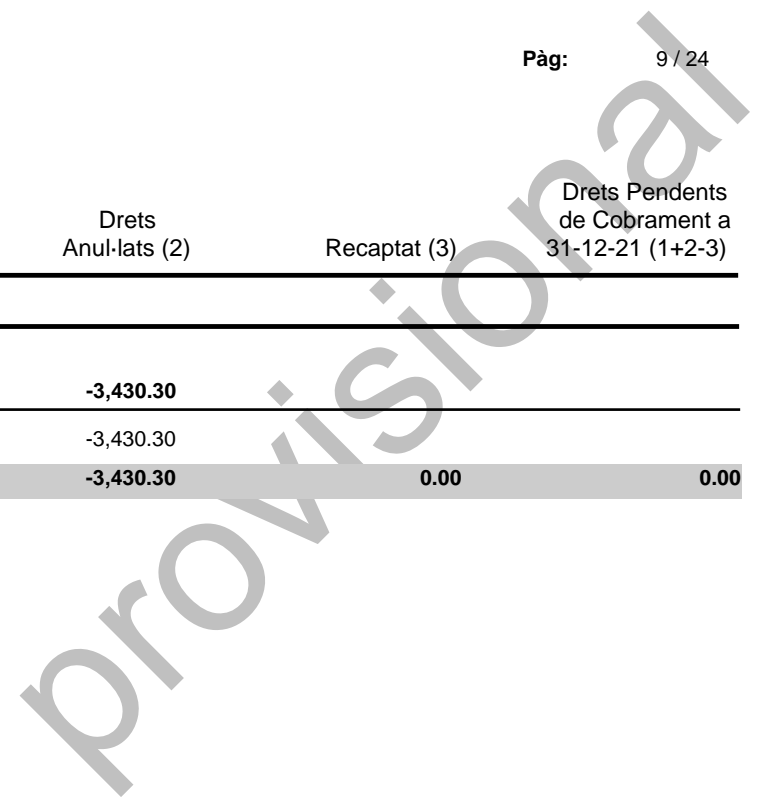 Pàg: 9 / 24
Drets Pendents
Drets de Cobrament a
Anul·lats (2) Recaptat (3) 31-12-21 (1+2-3)
-3,430.30
-3,430.30
-3,430.30 0.00 0.00
provisional